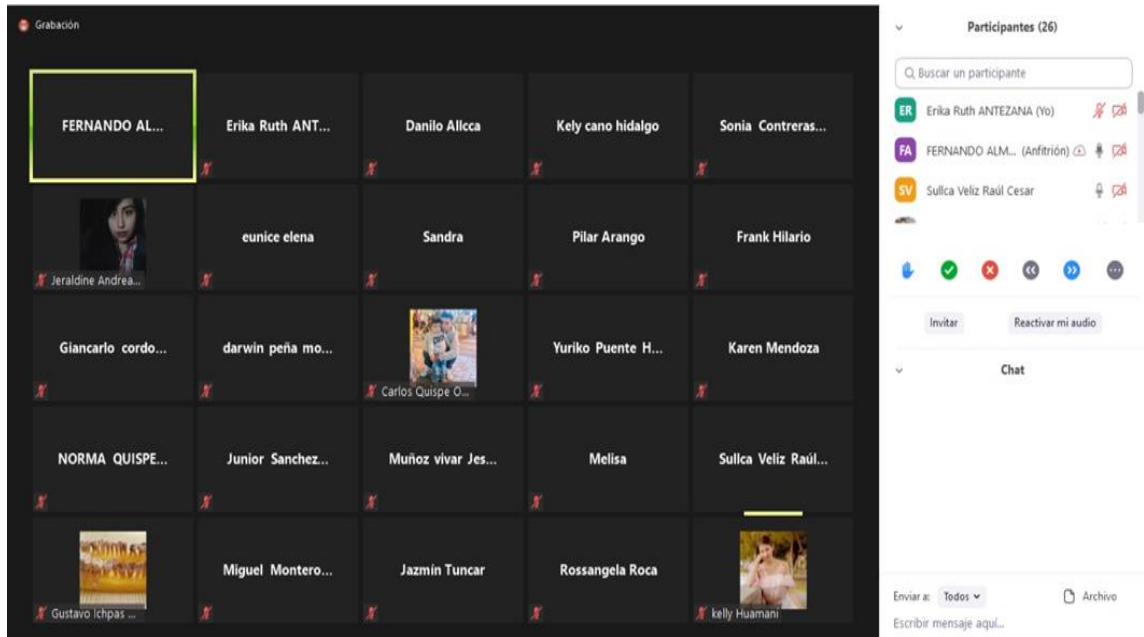 Grabación
FERNANDO AL...
Erika Ruth ANT...
Danilo Allcca
Kely cano hidalgo
Sonia Contreras...
Jeraldine Andrea...
eunice elena
Sandra
Pilar Arango
Frank Hilario
Giancarlo cordo...
darwin peña mo...
Carlos Quispe O...
Yuriko Puente H...
Karen Mendoza
NORMA QUISPE...
Junior Sanchez...
Muñoz vivar Jes...
Melisa
Sullca Veliz Raúl...
Gustavo Ichpas ...
Miguel Montero...
Jazmín Tuncar
Rossangela Roca
kelly Huamani
Participantes (26)
Buscar un participante
ER Erika Ruth ANTEZANA (Yo)
FA FERNANDO ALM... (Anfitrión)
SV Sullca Veliz Raúl Cesar
Invitar Reactivar mi audio
Chat
Enviar a: Todos Archivo
Escribir mensaje aquí...